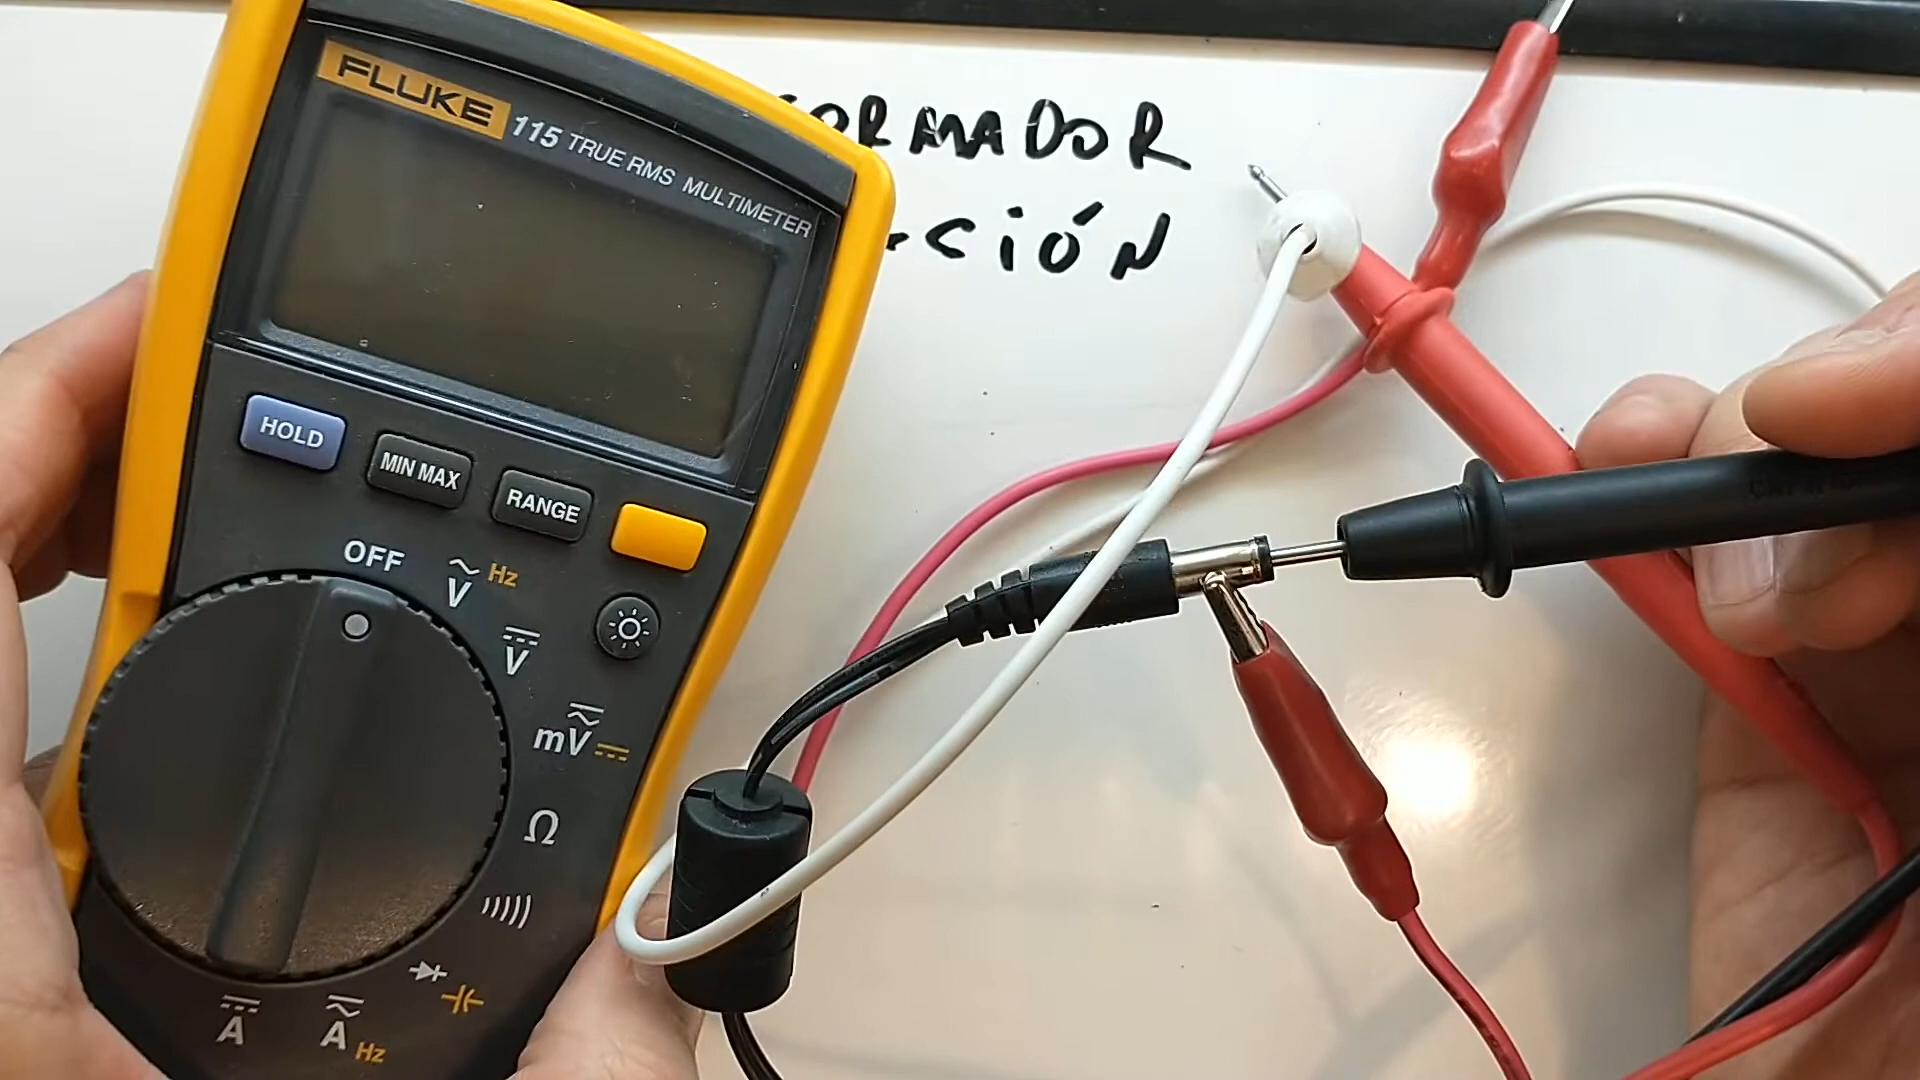 FLUKE
115 TRUE RMS MULTIMETER
ORMADOR
CIÓN
HOLD
MIN MAX
RANGE
OFF
V Hz
V
mV
Ω
A
A Hz